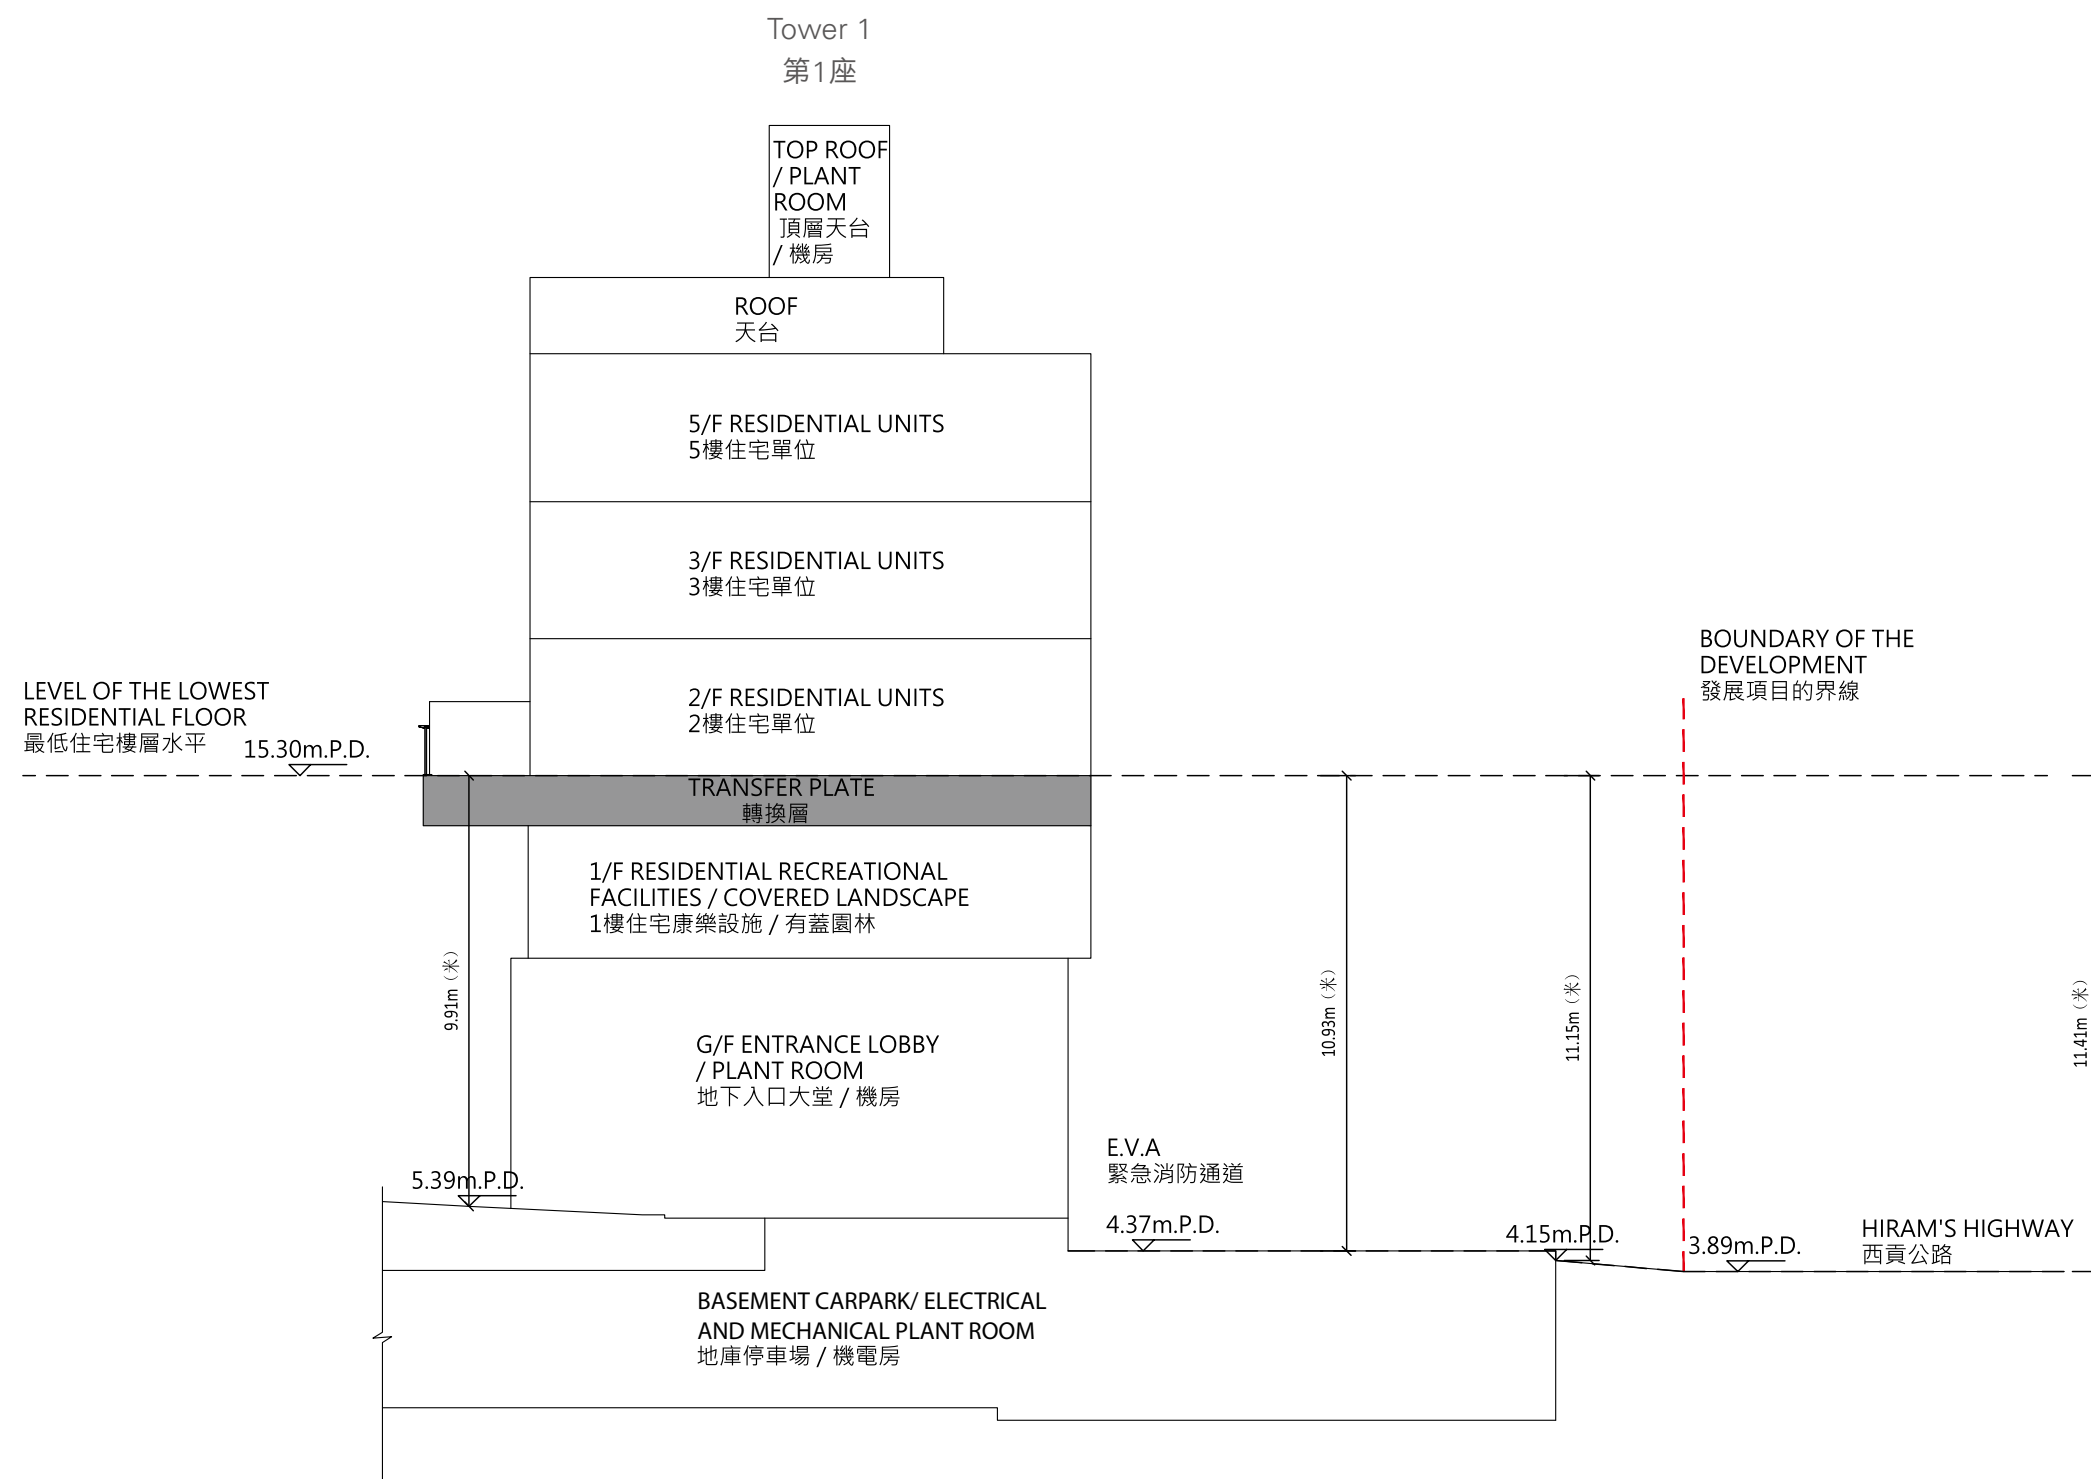 Tower 1
第1座
TOP ROOF
/ PLANT
ROOM
頂層天台
/ 機房
ROOF
天台
5/F RESIDENTIAL UNITS
5樓住宅單位
3/F RESIDENTIAL UNITS
3樓住宅單位
BOUNDARY OF THE
DEVELOPMENT
發展項目的界線
LEVEL OF THE LOWEST
RESIDENTIAL FLOOR
最低住宅樓層水平
15.30m.P.D.
2/F RESIDENTIAL UNITS
2樓住宅單位
TRANSFER PLATE
轉換層
1/F RESIDENTIAL RECREATIONAL
FACILITIES / COVERED LANDSCAPE
1樓住宅康樂設施 / 有蓋園林
9.91m (米)
10.93m (米)
11.15m (米)
11.41m (米)
G/F ENTRANCE LOBBY
/ PLANT ROOM
地下入口大堂 / 機房
E.V.A
緊急消防通道
5.39m.P.D.
4.37m.P.D.
4.15m.P.D.
3.89m.P.D.
HIRAM'S HIGHWAY
西貢公路
BASEMENT CARPARK/ ELECTRICAL
AND MECHANICAL PLANT ROOM
地庫停車場 / 機電房